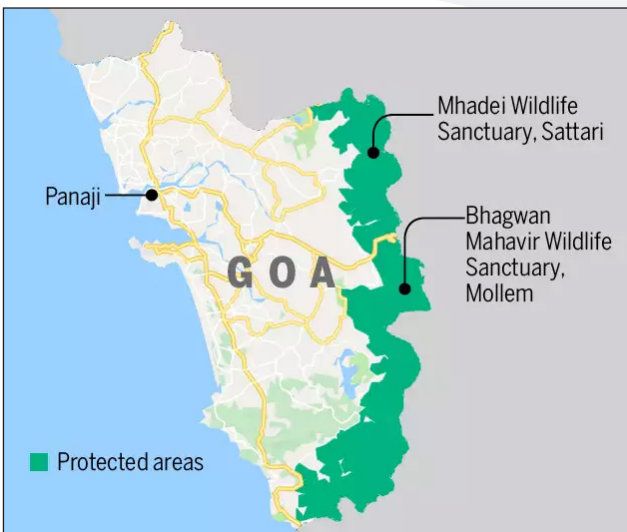 Mhadei Wildlife
Sanctuary, Sattari
Panaji
Bhagwan
Mahavir Wildlife
Sanctuary,
Mollem
GOA
Protected areas